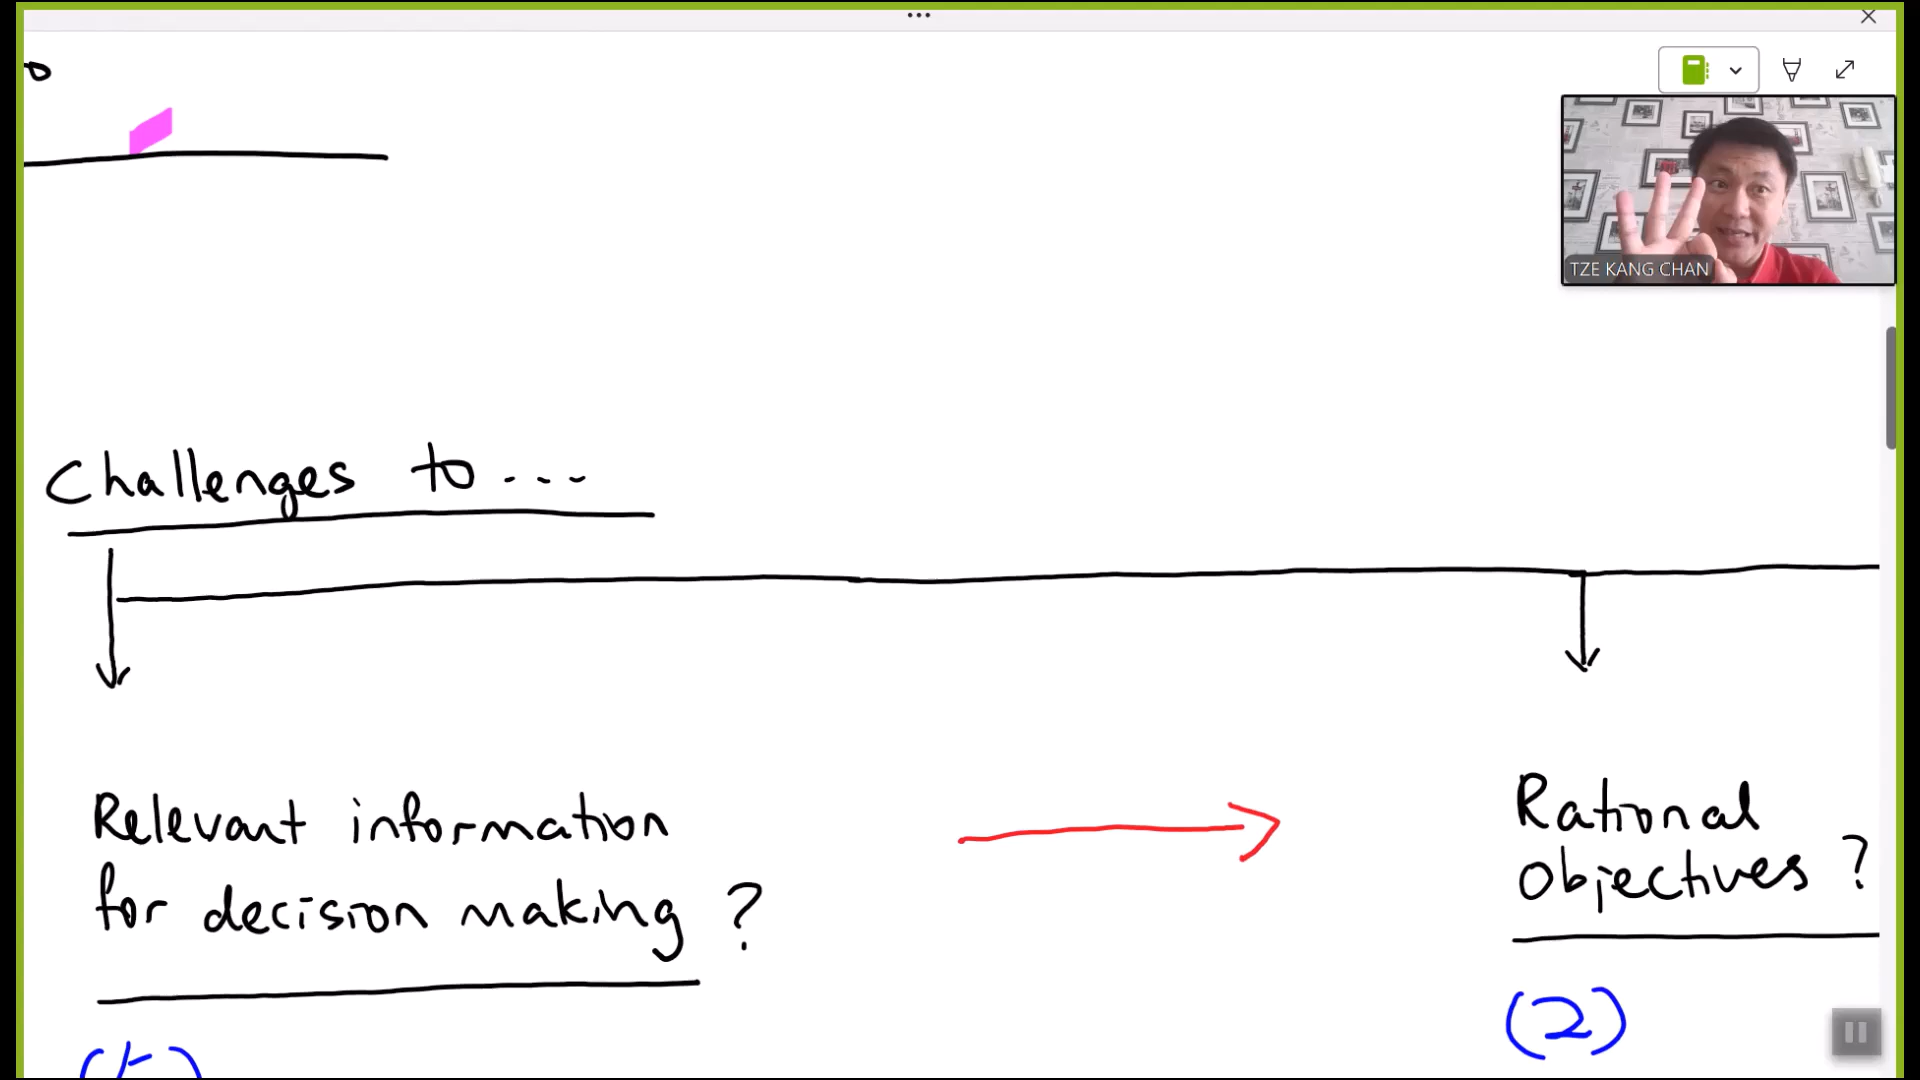 TZE KANG CHAN
Challenges to ...
Relevant information
for decision making ?
Rational
objectives ?
(2)